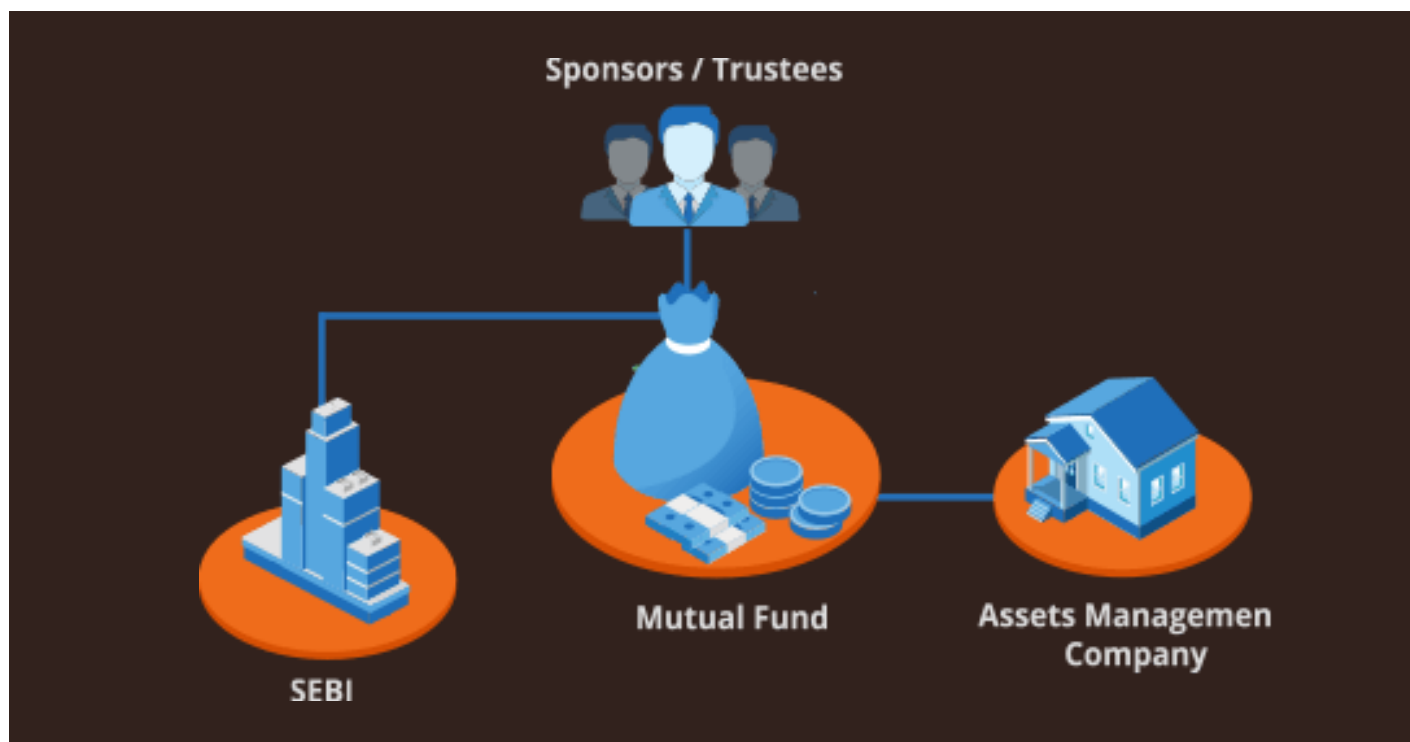 Sponsors / Trustees
Mutual Fund
Assets Managemen
Company
SEBI